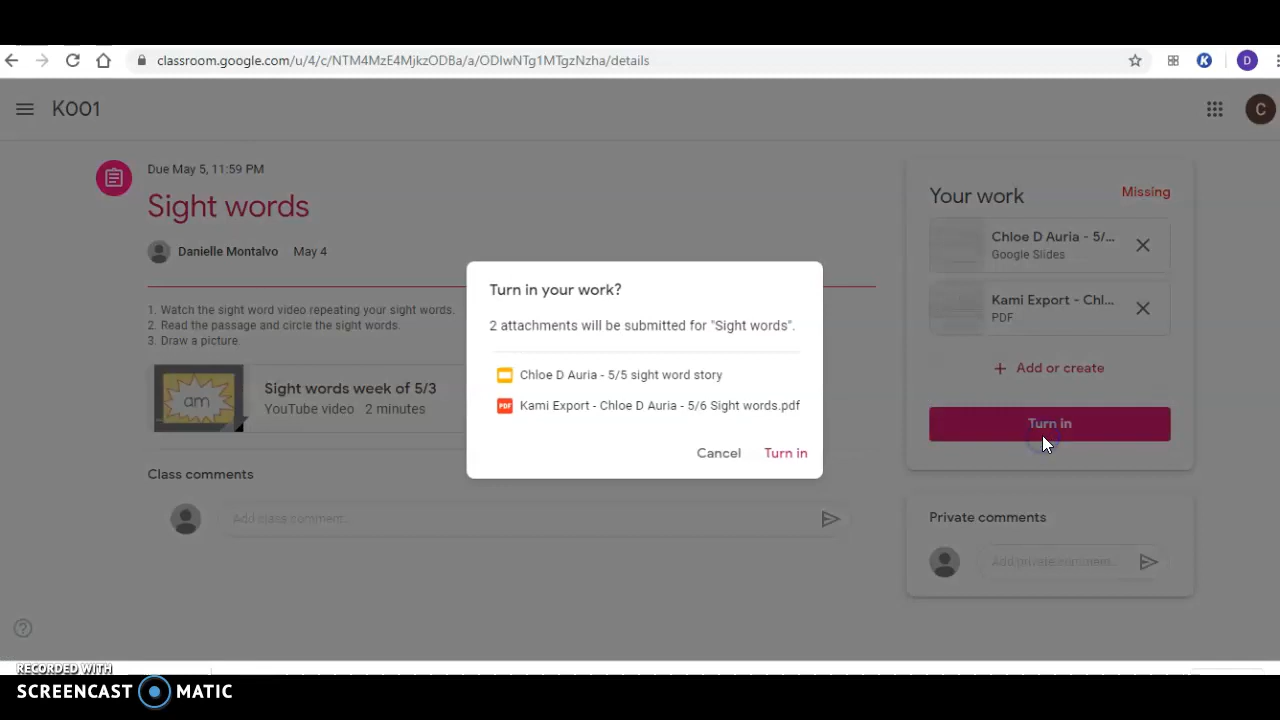 classroom.google.com/u/4/c/NTM4MzE4MjkzODBa/a/ODIwNTg1MTgzNzha/details
D
K001
C
Due May 5, 11:59 PM
Sight words
Danielle Montalvo May 4
1. Watch the sight word video repeating your sight words.
2. Read the passage and circle the sight words.
3. Draw a picture.
am
Sight words week of 5/3
YouTube video 2 minutes
Class comments
Add class comment...
Turn in your work?
2 attachments will be submitted for "Sight words".
Chloe D Auria - 5/5 sight word story
PDF Kami Export - Chloe D Auria - 5/6 Sight words.pdf
Cancel Turn in
Your work Missing
Chloe D Auria - 5/...
Google Slides
Kami Export - Chl...
PDF
+ Add or create
Turn in
Private comments
Add private comment...
RECORDED WITH
SCREENCAST MATIC